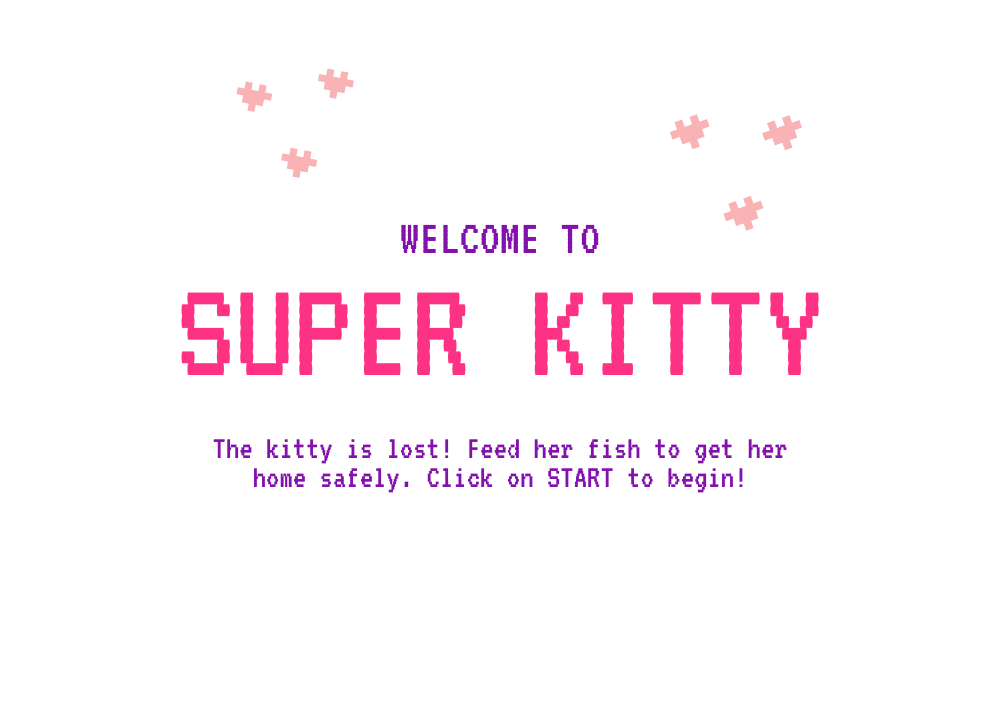 WELCOME TO
SUPER KITTY
The kitty is lost! Feed her fish to get her
home safely. Click on START to begin!